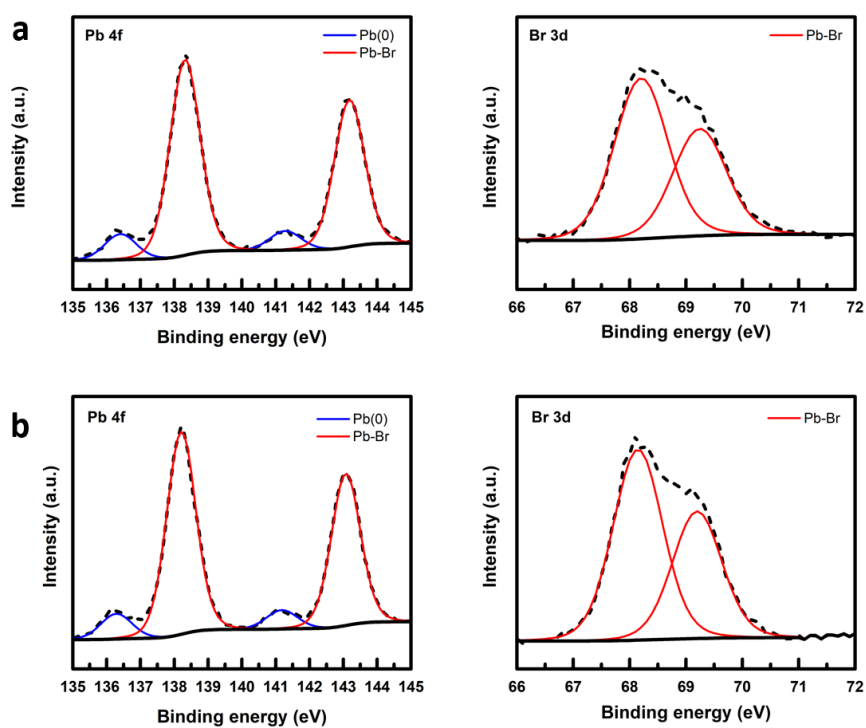 a
Pb 4f
Pb(0)
Pb-Br
Intensity (a.u.)
135 136 137 138 139 140 141 142 143 144 145
Binding energy (eV)
Br 3d
Pb-Br
Intensity (a.u.)
66 67 68 69 70 71 72
Binding energy (eV)
b
Pb 4f
Pb(0)
Pb-Br
Intensity (a.u.)
135 136 137 138 139 140 141 142 143 144 145
Binding energy (eV)
Br 3d
Pb-Br
Intensity (a.u.)
66 67 68 69 70 71 72
Binding energy (eV)